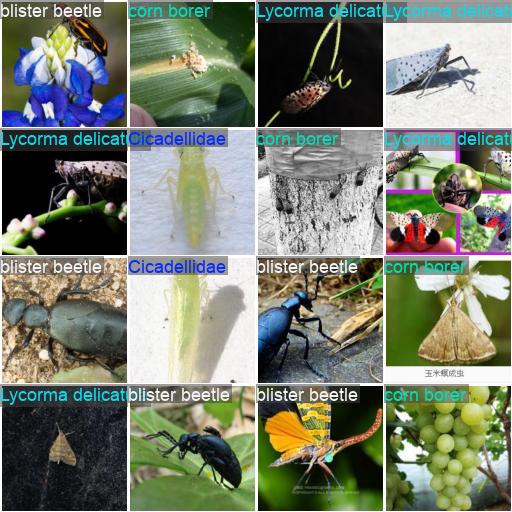 blister beetle
corn borer
Lycorma delicat
Lycorma delicat
Lycorma delicat
Cicadellidae
corn borer
Lycorma delicat
blister beetle
Cicadellidae
blister beetle
corn borer
玉米螟成虫
Lycorma delicat
blister beetle
blister beetle
corn borer